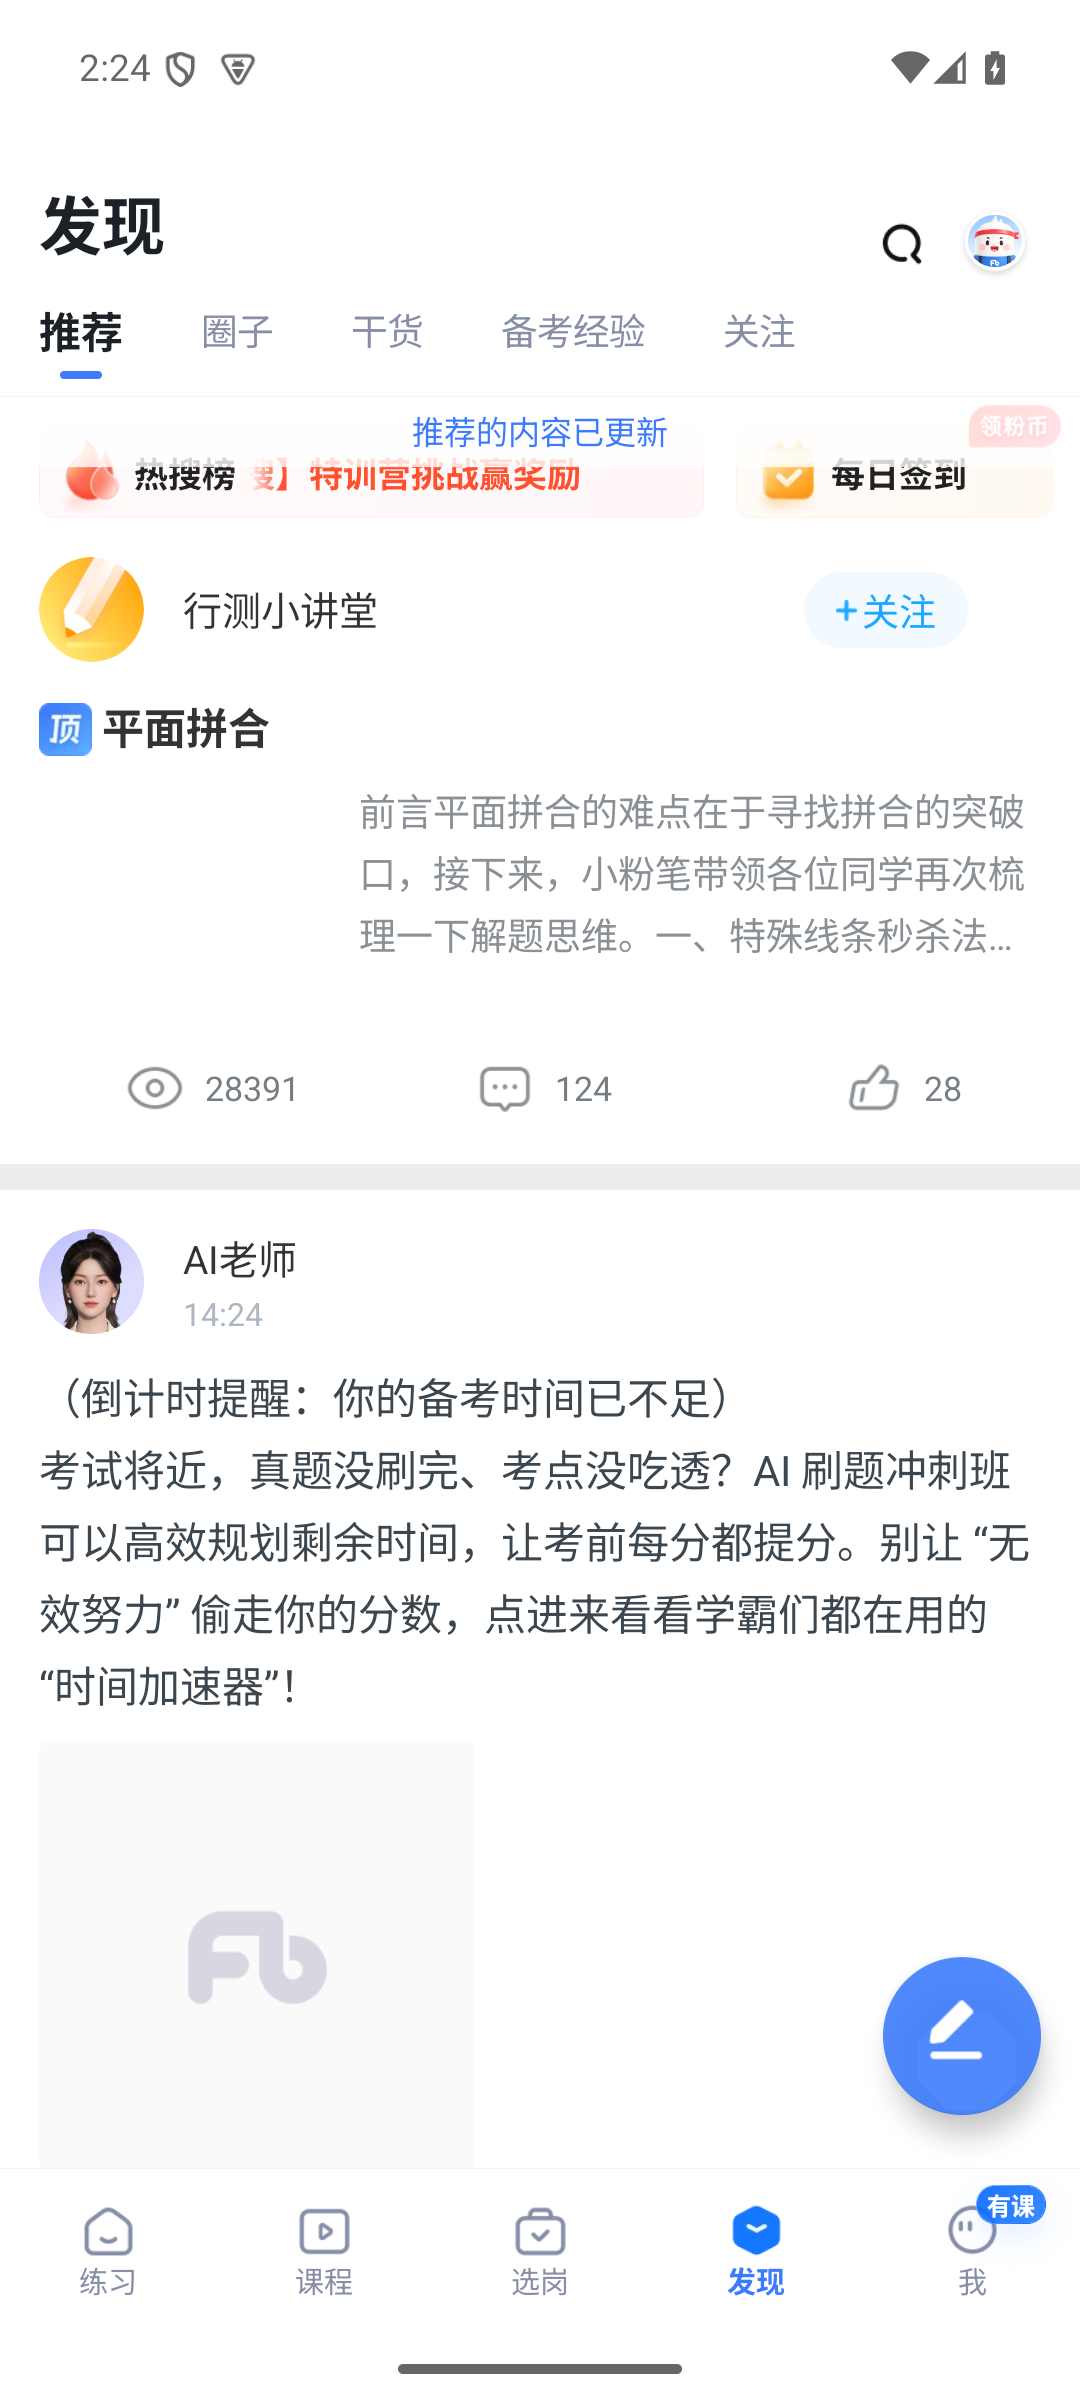 2:24
发现
推荐 圈子 干货 备考经验 关注
推荐的内容已更新
领粉币
热搜榜 搜】特训营挑战赢奖励
每日签到
行测小讲堂
+关注
顶 平面拼合
前言平面拼合的难点在于寻找拼合的突破
口，接下来，小粉笔带领各位同学再次梳
理一下解题思维。一、特殊线条秒杀法...
28391 124 28
AI老师
14:24
（倒计时提醒：你的备考时间已不足）
考试将近，真题没刷完、考点没吃透？AI 刷题冲刺班
可以高效规划剩余时间，让考前每分都提分。别让 “无
效努力” 偷走你的分数，点进来看看学霸们都在用的
“时间加速器”！
Fb
有课
练习 课程 选岗 发现 我